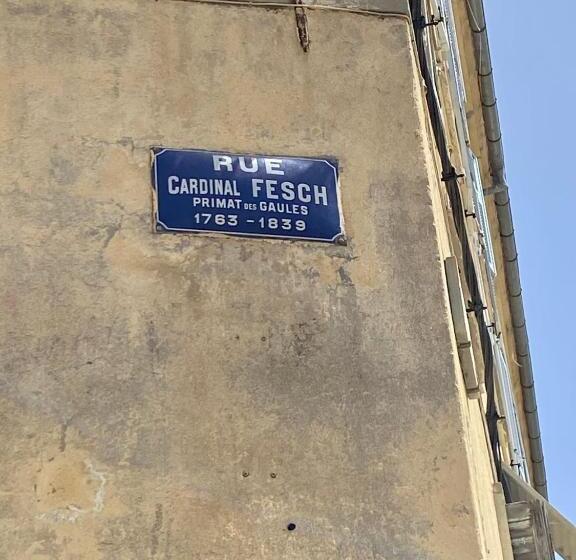 RUE
CARDINAL FESCH
PRIMAT DES GAULES
1763 - 1839